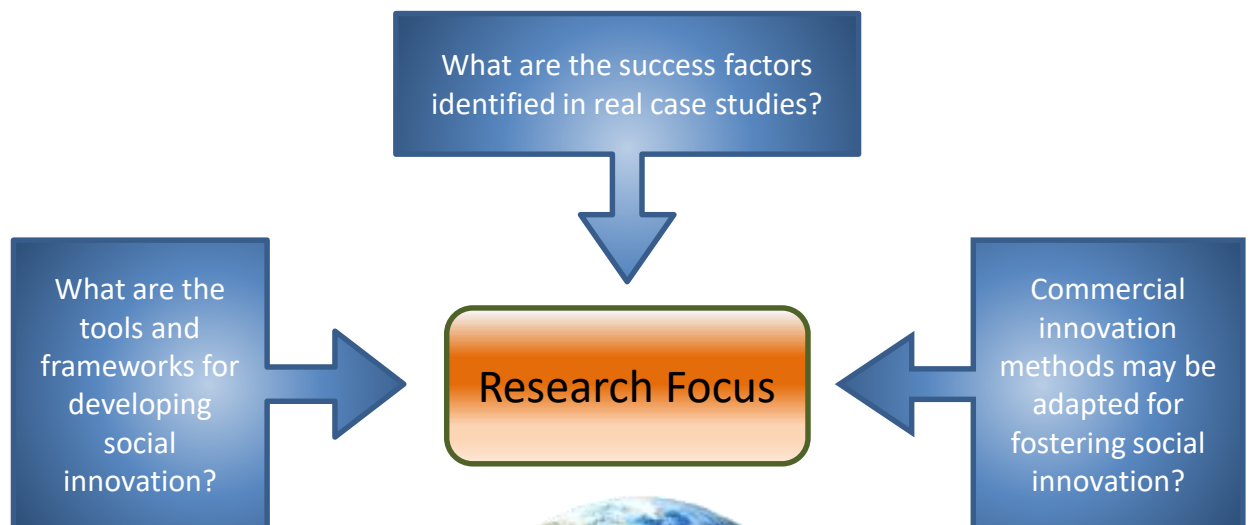 What are the success factors
identified in real case studies?
What are the
tools and
frameworks for
developing
social
innovation?
Research Focus
Commercial
innovation
methods may be
adapted for
fostering social
innovation?